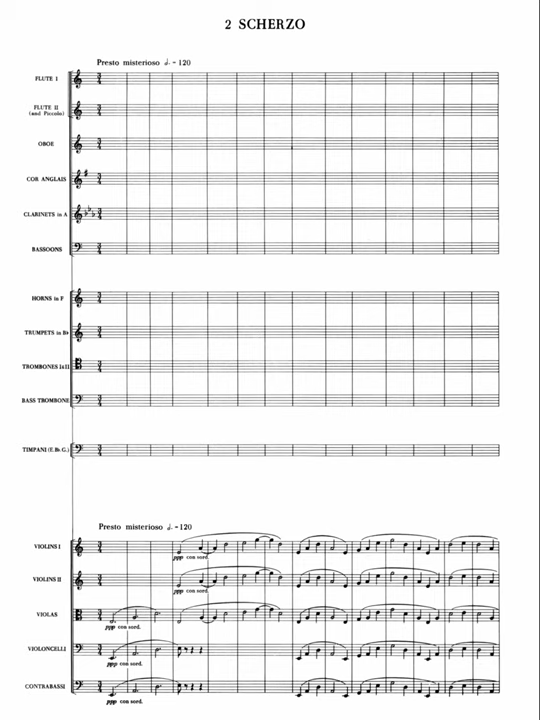 2 SCHERZO
Presto misterioso 𝅗𝅥. = 120
FLUTE I
FLUTE II
(and Piccolo)
OBOE
COR ANGLAIS
CLARINETS in A
BASSOONS
HORNS in F
TRUMPETS in B♭
TROMBONES I&II
BASS TROMBONE
TIMPANI (E.B♭.G.)
Presto misterioso 𝅗𝅥. = 120
VIOLINS I
ppp con sord.
VIOLINS II
ppp con sord.
VIOLAS
ppp con sord.
VIOLONCELLI
ppp con sord.
CONTRABASSI
ppp con sord.